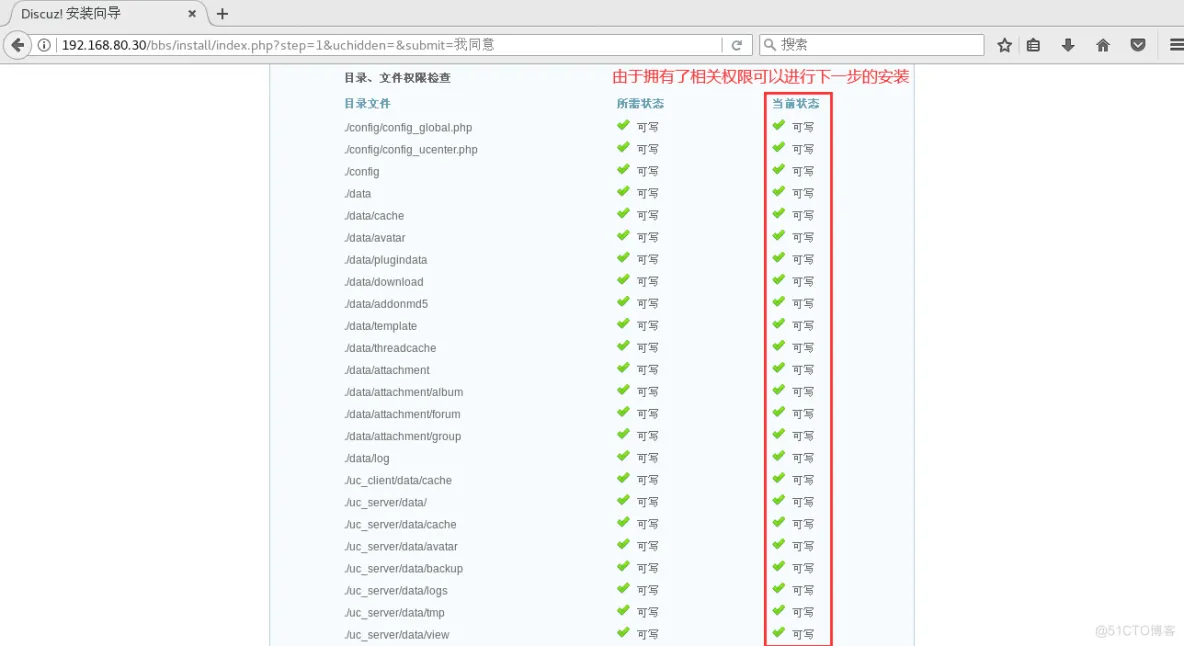 Discuz! 安装向导
192.168.80.30/bbs/install/index.php?step=1&uchidden=&submit=我同意
搜索
目录、文件权限检查 由于拥有了相关权限可以进行下一步的安装
目录文件 所需状态 当前状态
./config/config_global.php 可写 可写
./config/config_ucenter.php 可写 可写
./config 可写 可写
./data 可写 可写
./data/cache 可写 可写
./data/avatar 可写 可写
./data/plugindata 可写 可写
./data/download 可写 可写
./data/addonmd5 可写 可写
./data/template 可写 可写
./data/threadcache 可写 可写
./data/attachment 可写 可写
./data/attachment/album 可写 可写
./data/attachment/forum 可写 可写
./data/attachment/group 可写 可写
./data/log 可写 可写
./uc_client/data/cache 可写 可写
./uc_server/data/ 可写 可写
./uc_server/data/cache 可写 可写
./uc_server/data/avatar 可写 可写
./uc_server/data/backup 可写 可写
./uc_server/data/logs 可写 可写
./uc_server/data/tmp 可写 可写
./uc_server/data/view 可写 可写
@51CTO博客